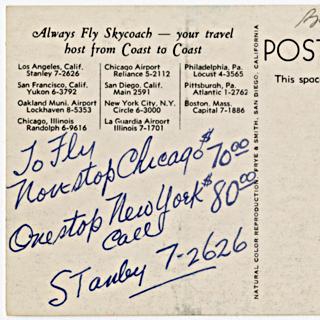 Always Fly Skycoach — your travel
host from Coast to Coast
Los Angeles, Calif.
Stanley 7-2626
San Francisco, Calif.
Yukon 6-3792
Oakland Muni. Airport
Lockhaven 8-5353
Chicago, Illinois
Randolph 6-9616
Chicago Airport
Reliance 5-2112
San Diego, Calif.
Main 2591
New York City, N.Y.
Circle 6-3000
La Guardia Airport
Illinois 7-1701
Philadelphia, Pa.
Locust 4-3565
Pittsburgh, Pa.
Atlantic 1-2762
Boston, Mass.
Capital 7-1886
To Fly
Nonestop Chicago $70.00
Onestop New York $80.00
Call
STanley 7-2626
NATURAL COLOR REPRODUCTION, FRYE & SMITH, SAN DIEGO, CALIFORNIA
POST
This spac